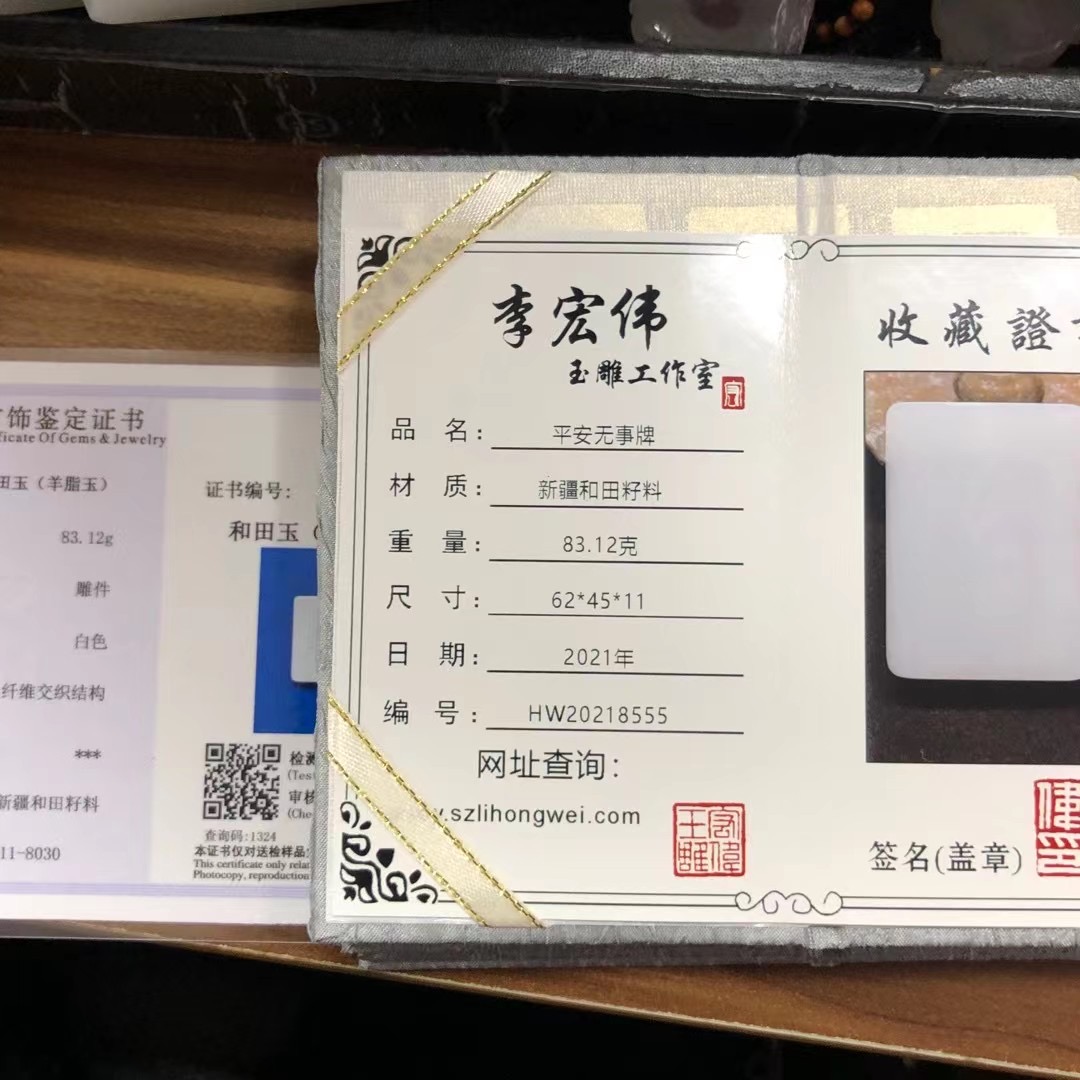 饰鉴定证书
ficate Of Gems & Jewelry
田玉（羊脂玉）
83.12g
雕件
白色
纤维交织结构
***
新疆和田籽料
11-8030
证书编号：
和田玉（
检测
(Tes
审核
(Che
查询码:1324
本证书仅对送检样品
This certificate only rela
Photocopy, reproduction
李宏伟
玉雕工作室
品 名： 平安无事牌
材 质： 新疆和田籽料
重 量： 83.12克
尺 寸： 62*45*11
日 期： 2021年
编 号： HW20218555
网址查询：
.szlihongwei.com
收藏證
签名(盖章)